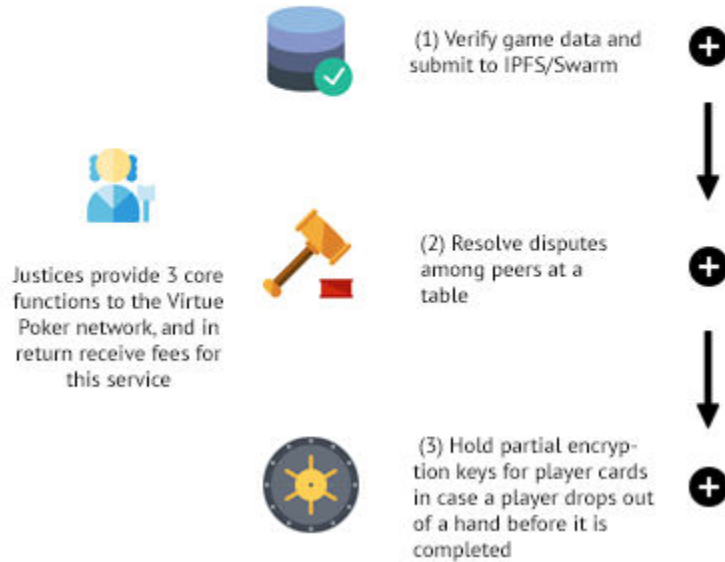 (1) Verify game data and
submit to IPFS/Swarm
Justices provide 3 core
functions to the Virtue
Poker network, and in
return receive fees for
this service
(2) Resolve disputes
among peers at a
table
(3) Hold partial encryp-
tion keys for player cards
in case a player drops out
of a hand before it is
completed